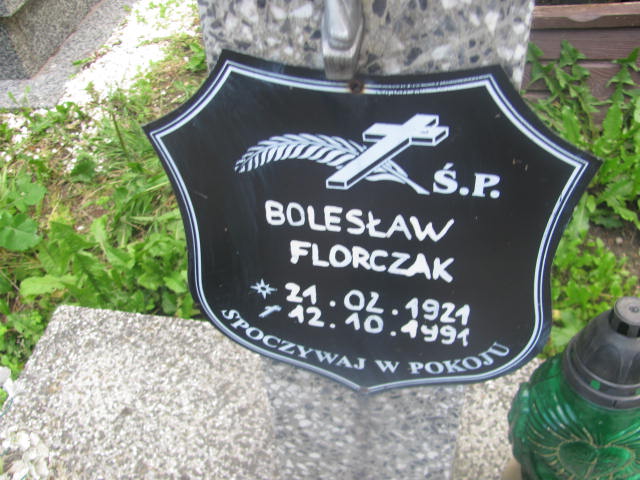 Ś.P.
BOLESŁAW
FLORCZAK
21.02.1921
12.10.1991
SPOCZYWAJ W POKOJU